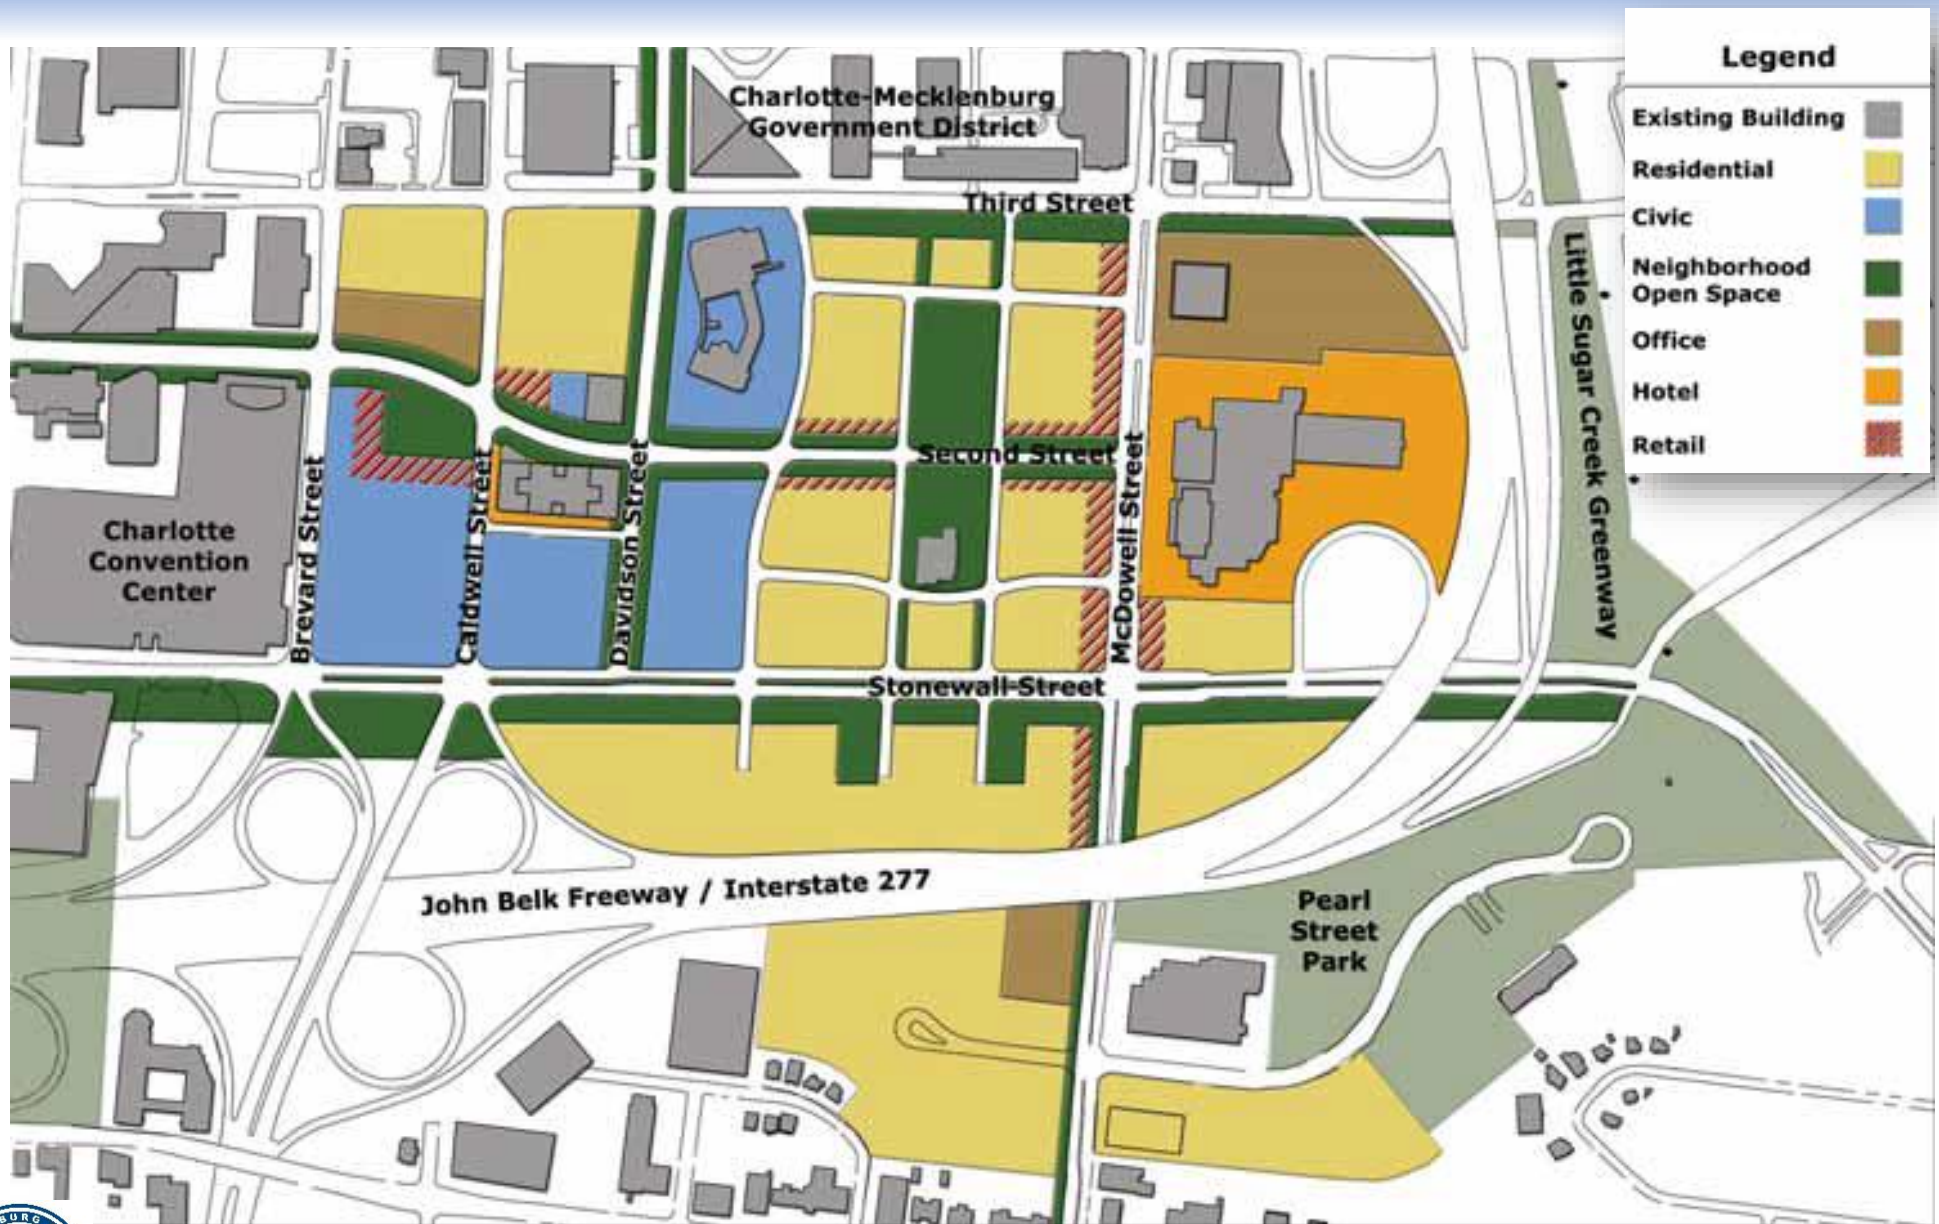 Legend
Existing Building
Residential
Civic
Neighborhood
Open Space
Office
Hotel
Retail
Charlotte-Mecklenburg
Government District
Third Street
Little Sugar Creek Greenway
Second Street
Charlotte
Convention
Center
Brevard Street
Caldwell Street
Davidson Street
McDowell Street
Stonewall Street
John Belk Freeway / Interstate 277
Pearl
Street
Park
BURG